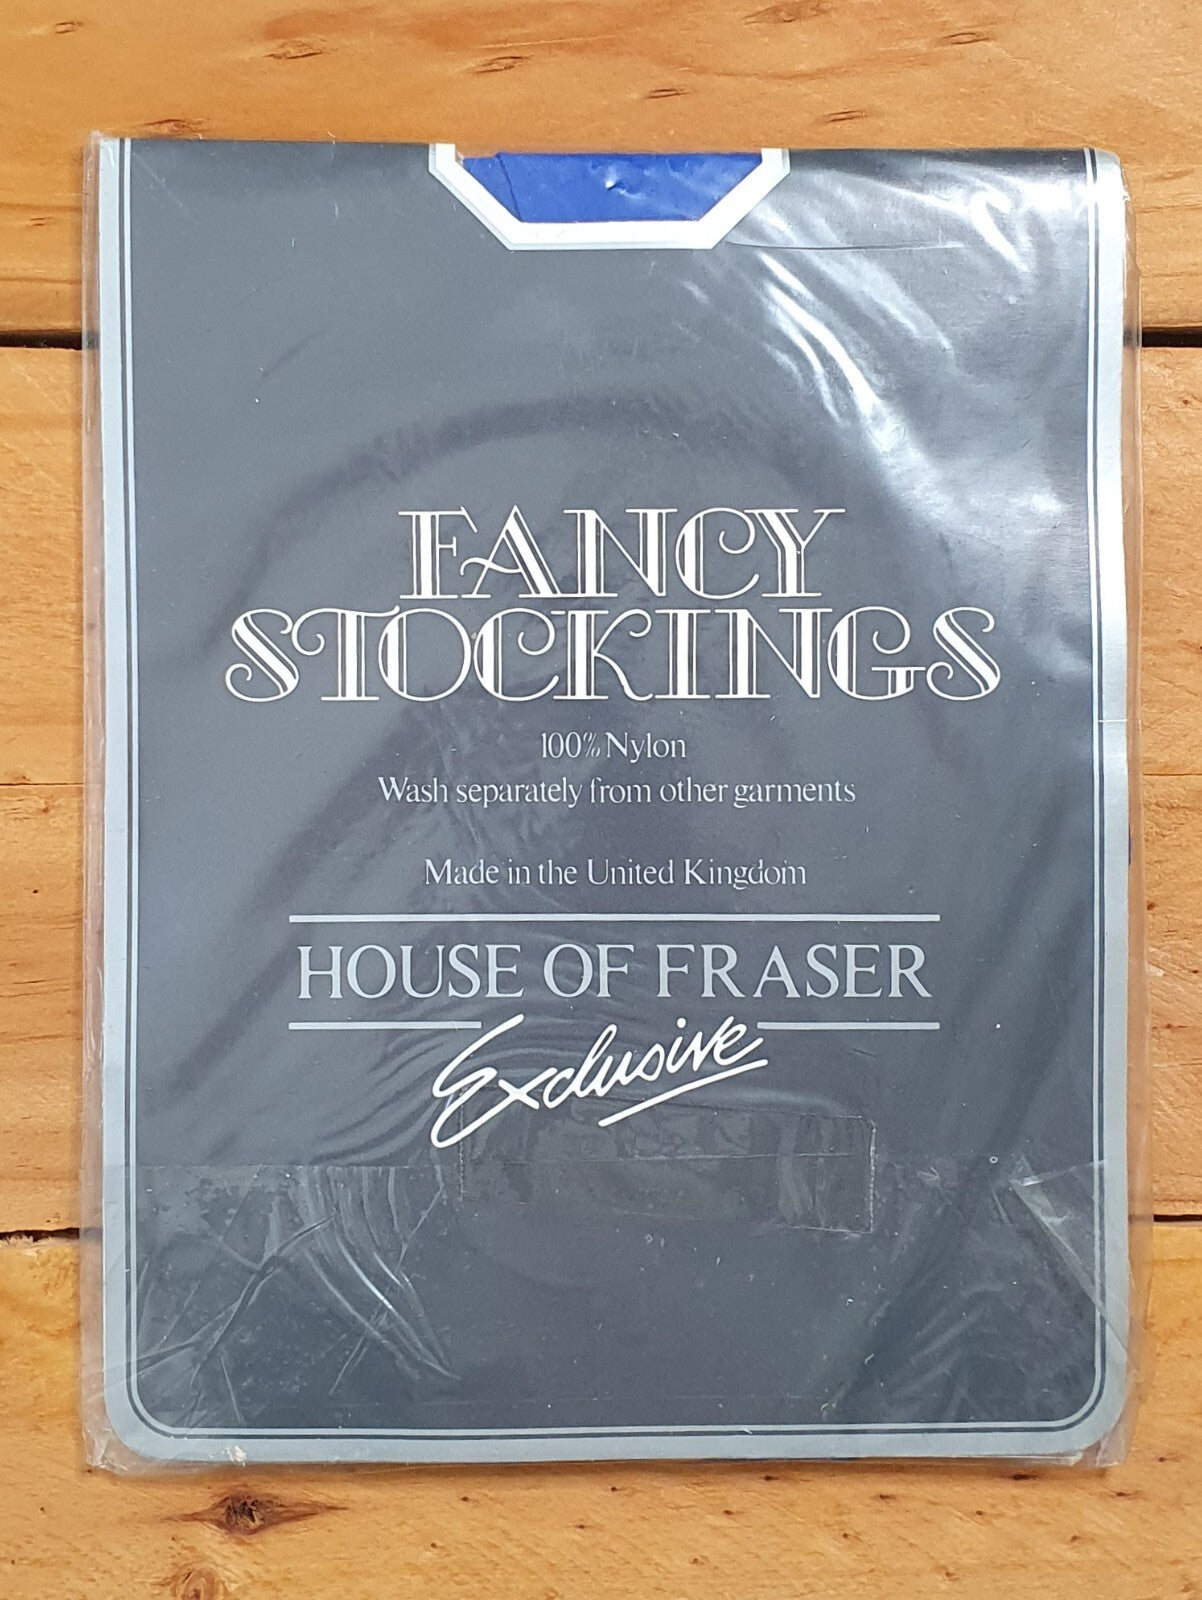 FANCY
STOCKINGS
100% Nylon
Wash separately from other garments
Made in the United Kingdom
HOUSE OF FRASER
Exclusive